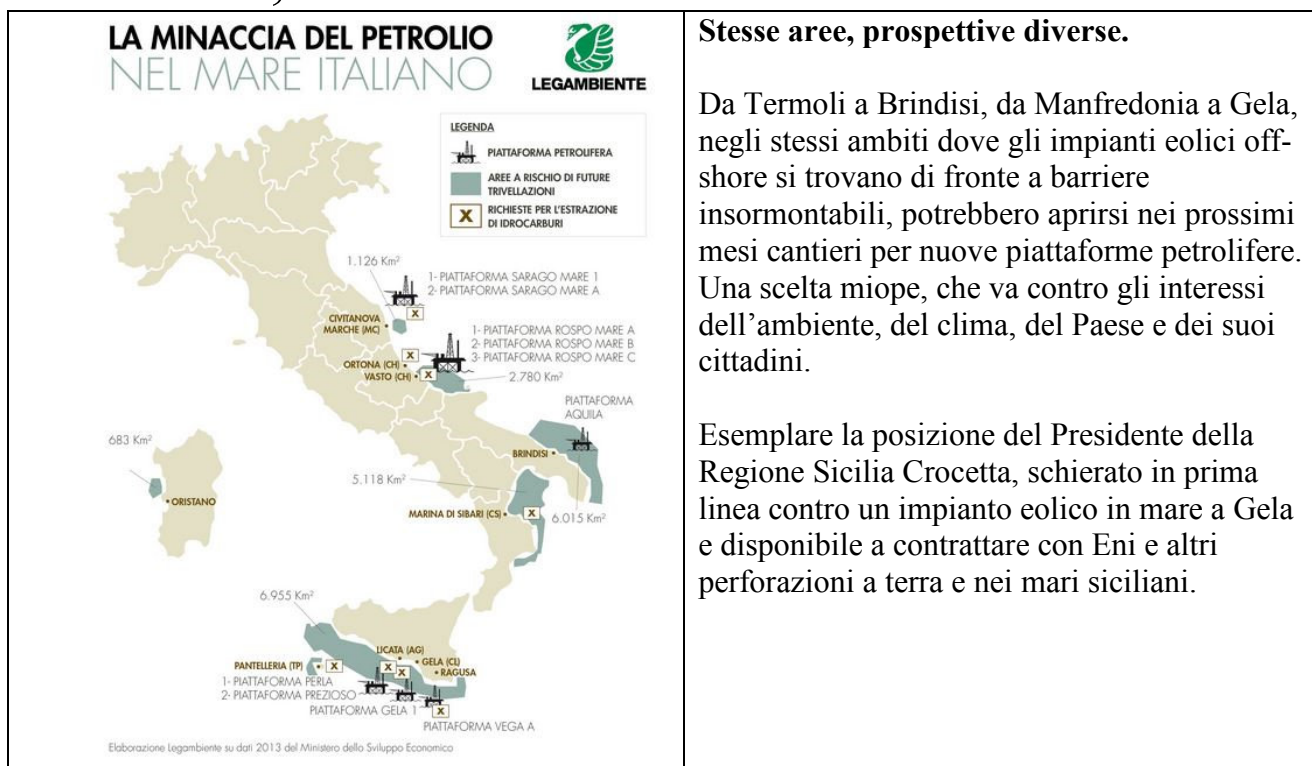 LA MINACCIA DEL PETROLIO
NEL MARE ITALIANO
LEGAMBIENTE
LEGENDA
PIATTAFORMA PETROLIFERA
AREE A RISCHIO DI FUTURE
TRIVELLAZIONI
X
RICHIESTE PER L'ESTRAZIONE
DI IDROCARBURI
1.126 Km²
1- PIATTAFORMA SARAGO MARE 1
2- PIATTAFORMA SARAGO MARE A
X
CIVITANOVA
MARCHE (MC)
1- PIATTAFORMA ROSPO MARE A
2- PIATTAFORMA ROSPO MARE B
3- PIATTAFORMA ROSPO MARE C
X
ORTONA (CH)
VASTO (CH)
X
2.780 Km²
PIATTAFORMA
AQUILA
683 Km²
BRINDISI
5.118 Km²
ORISTANO
MARINA DI SIBARI (CS)
X
6.015 Km²
6.955 Km²
LICATA (AG)
GELA (CL)
RAGUSA
PANTELLERIA (TP)
X
X
X
1- PIATTAFORMA PERLA
2- PIATTAFORMA PREZIOSO
PIATTAFORMA GELA 1
X
PIATTAFORMA VEGA A
Elaborazione Legambiente su dati 2013 del Ministero dello Sviluppo Economico
Stesse aree, prospettive diverse.
Da Termoli a Brindisi, da Manfredonia a Gela,
negli stessi ambiti dove gli impianti eolici off-
shore si trovano di fronte a barriere
insormontabili, potrebbero aprirsi nei prossimi
mesi cantieri per nuove piattaforme petrolifere.
Una scelta miope, che va contro gli interessi
dell'ambiente, del clima, del Paese e dei suoi
cittadini.
Esemplare la posizione del Presidente della
Regione Sicilia Crocetta, schierato in prima
linea contro un impianto eolico in mare a Gela
e disponibile a contrattare con Eni e altri
perforazioni a terra e nei mari siciliani.